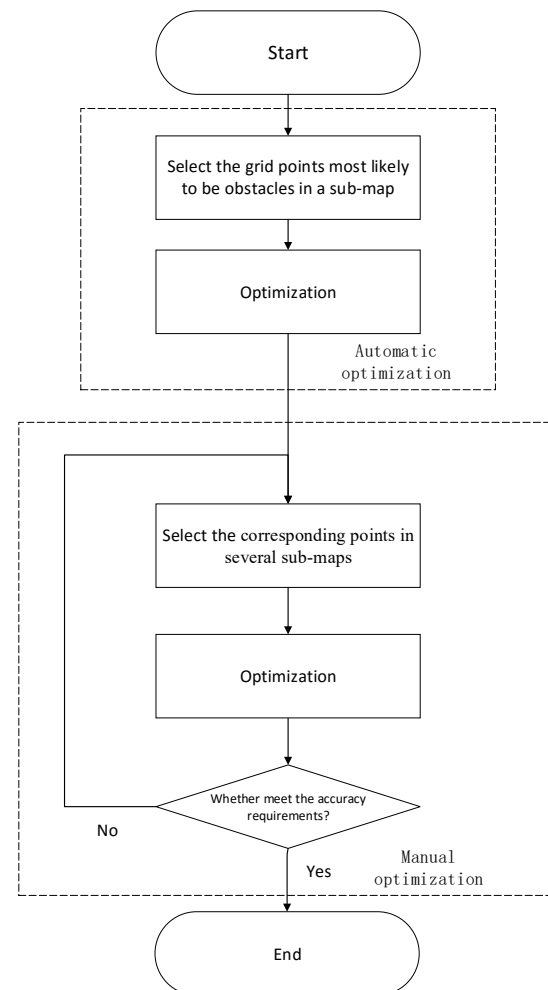 Start
Select the grid points most likely
to be obstacles in a sub-map
Optimization
Automatic
optimization
Select the corresponding points in
several sub-maps
Optimization
Whether meet the accuracy
requirements?
No
Yes
Manual
optimization
End